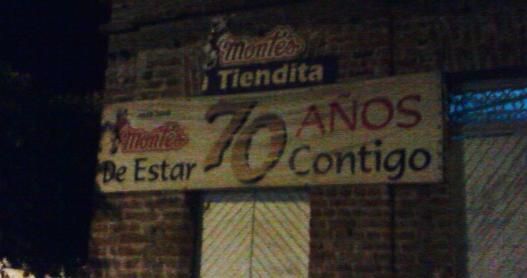 Montes
Tiendita
Montes
De Estar 70 AÑOS
Contigo